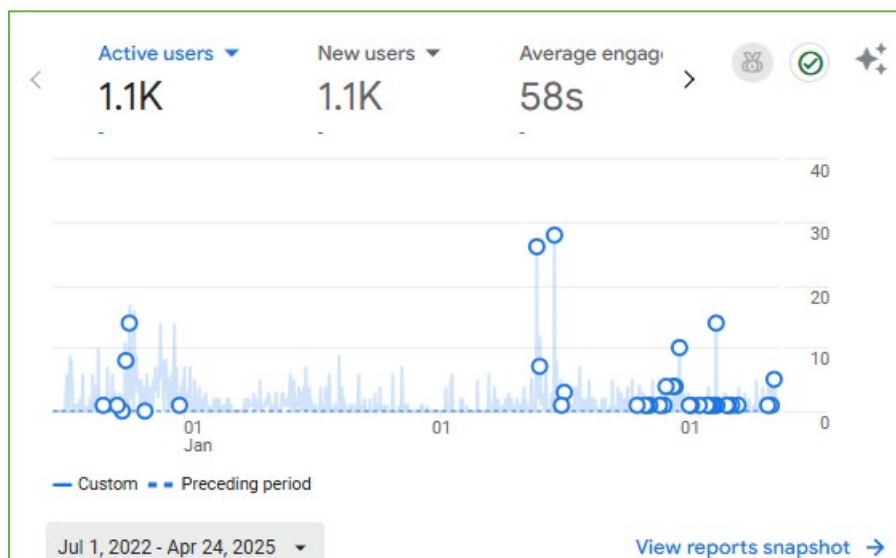 Active users New users Average engag
1.1K 1.1K 58s
- - -
40
30
20
10
0
01 01 01
Jan
Custom Preceding period
Jul 1, 2022 - Apr 24, 2025 View reports snapshot